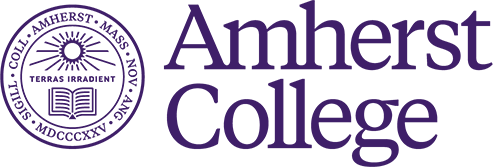 SIGILL · COLL · AMHERST · MASS · NOV · ANG
· MDCCCXXV ·
TERRAS IRRADIENT
Amherst
College